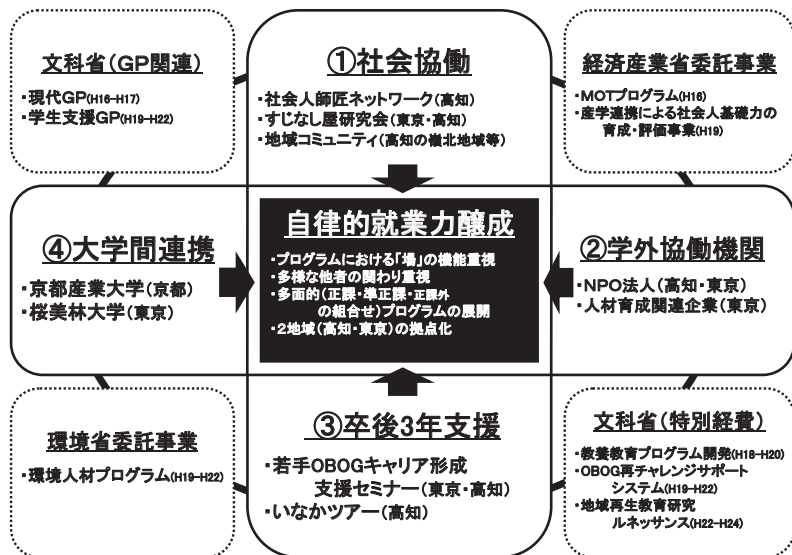 文科省（GP関連）
・現代GP(H16-H17)
・学生支援GP(H19-H22)
①社会協働
・社会人師匠ネットワーク（高知）
・すじなし屋研究会（東京・高知）
・地域コミュニティ（高知の嶺北地域等）
経済産業省委託事業
・MOTプログラム(H16)
・産学連携による社会人基礎力の
育成・評価事業(H19)
④大学間連携
・京都産業大学（京都）
・桜美林大学（東京）
自律的就業力醸成
・プログラムにおける「場」の機能重視
・多様な他者の関わり重視
・多面的（正課・準正課・正課外
の組合せ）プログラムの展開
・2地域（高知・東京）の拠点化
②学外協働機関
・NPO法人（高知・東京）
・人材育成関連企業（東京）
環境省委託事業
・環境人材プログラム(H19-H22)
③卒後3年支援
・若手OBOGキャリア形成
支援セミナー（東京・高知）
・いなかツアー（高知）
文科省（特別経費）
・教養教育プログラム開発(H18-H20)
・OBOG再チャレンジサポート
システム(H19-H22)
・地域再生教育研究
ルネッサンス(H22-H24)